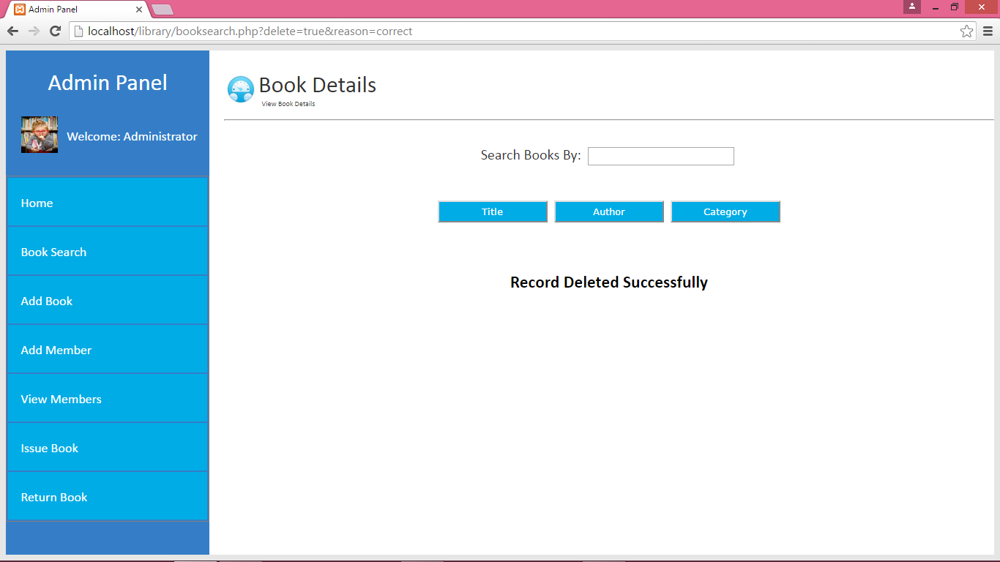 Admin Panel
localhost/library/booksearch.php?delete=true&reason=correct
Admin Panel
Welcome: Administrator
Home
Book Search
Add Book
Add Member
View Members
Issue Book
Return Book
Book Details
View Book Details
Search Books By:
Title Author Category
Record Deleted Successfully